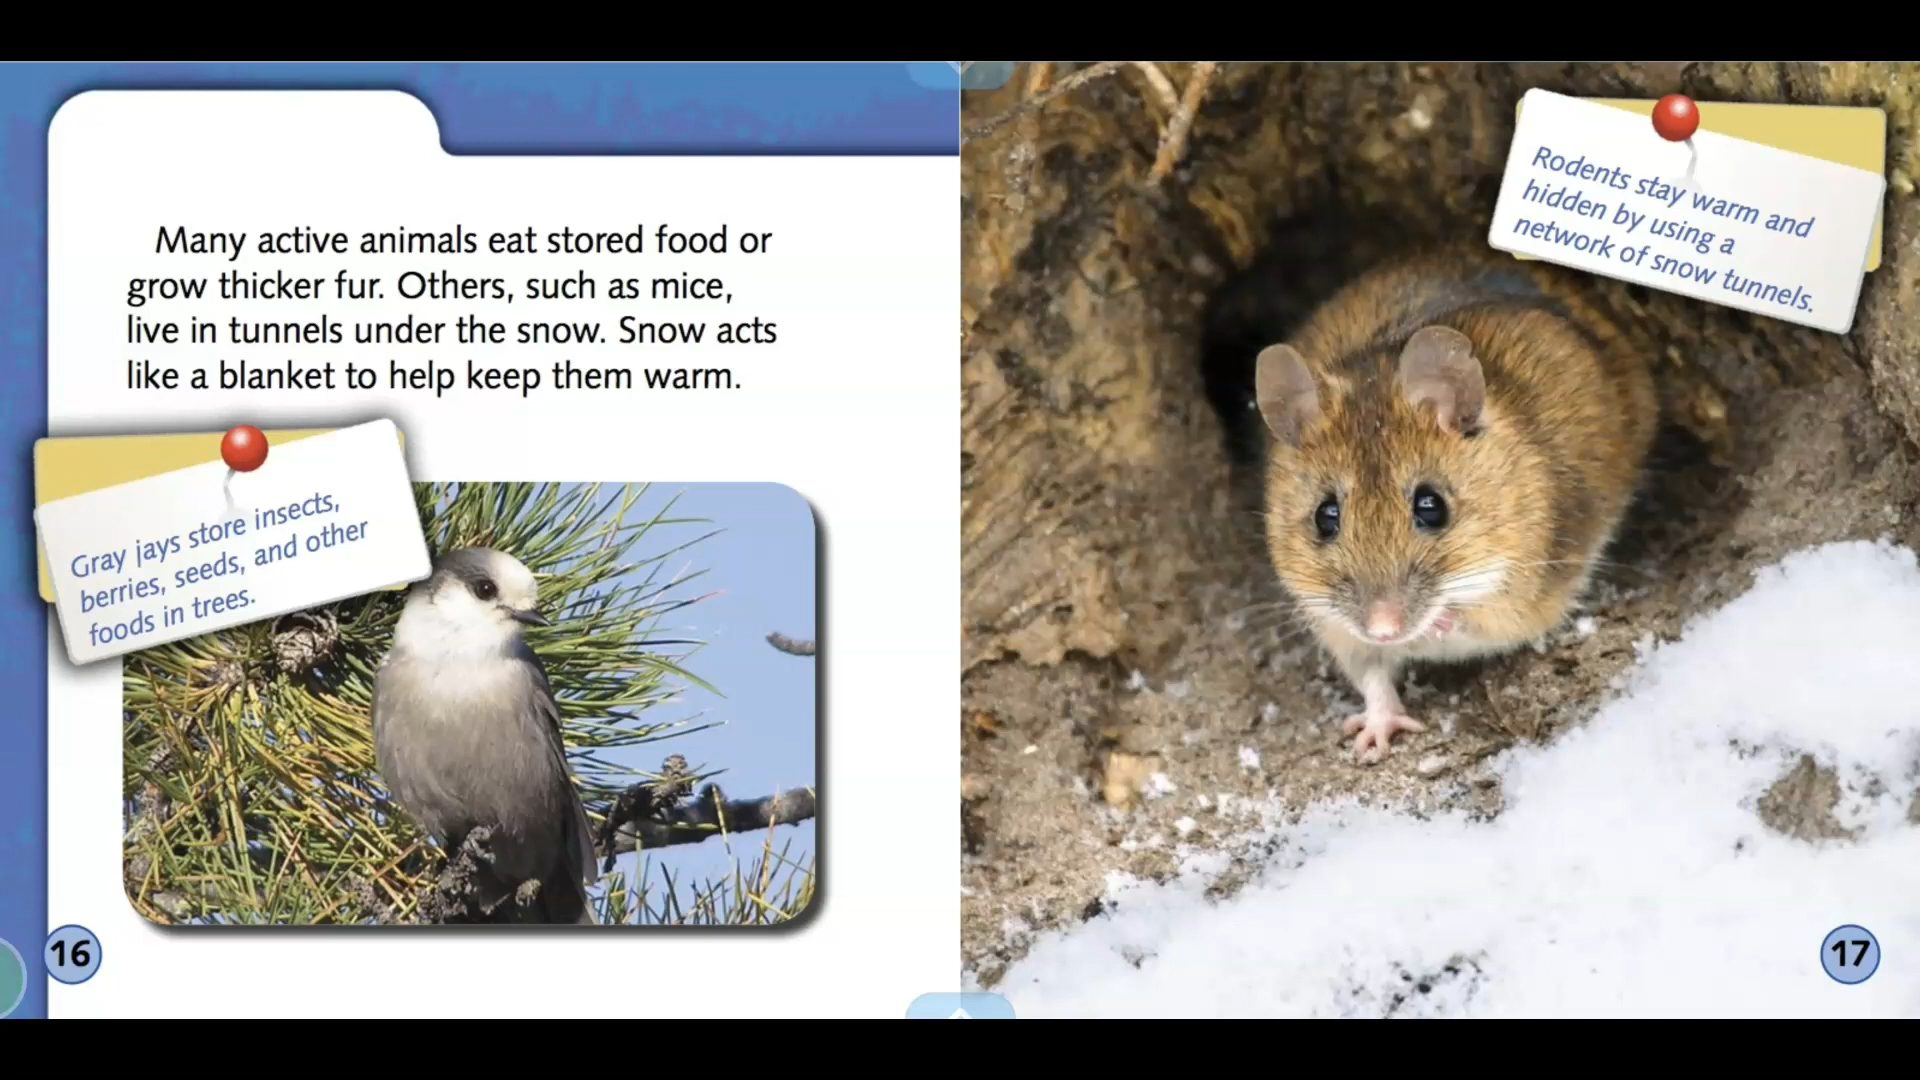 Many active animals eat stored food or
grow thicker fur. Others, such as mice,
live in tunnels under the snow. Snow acts
like a blanket to help keep them warm.
Gray jays store insects,
berries, seeds, and other
foods in trees.
16
Rodents stay warm and
hidden by using a
network of snow tunnels.
17